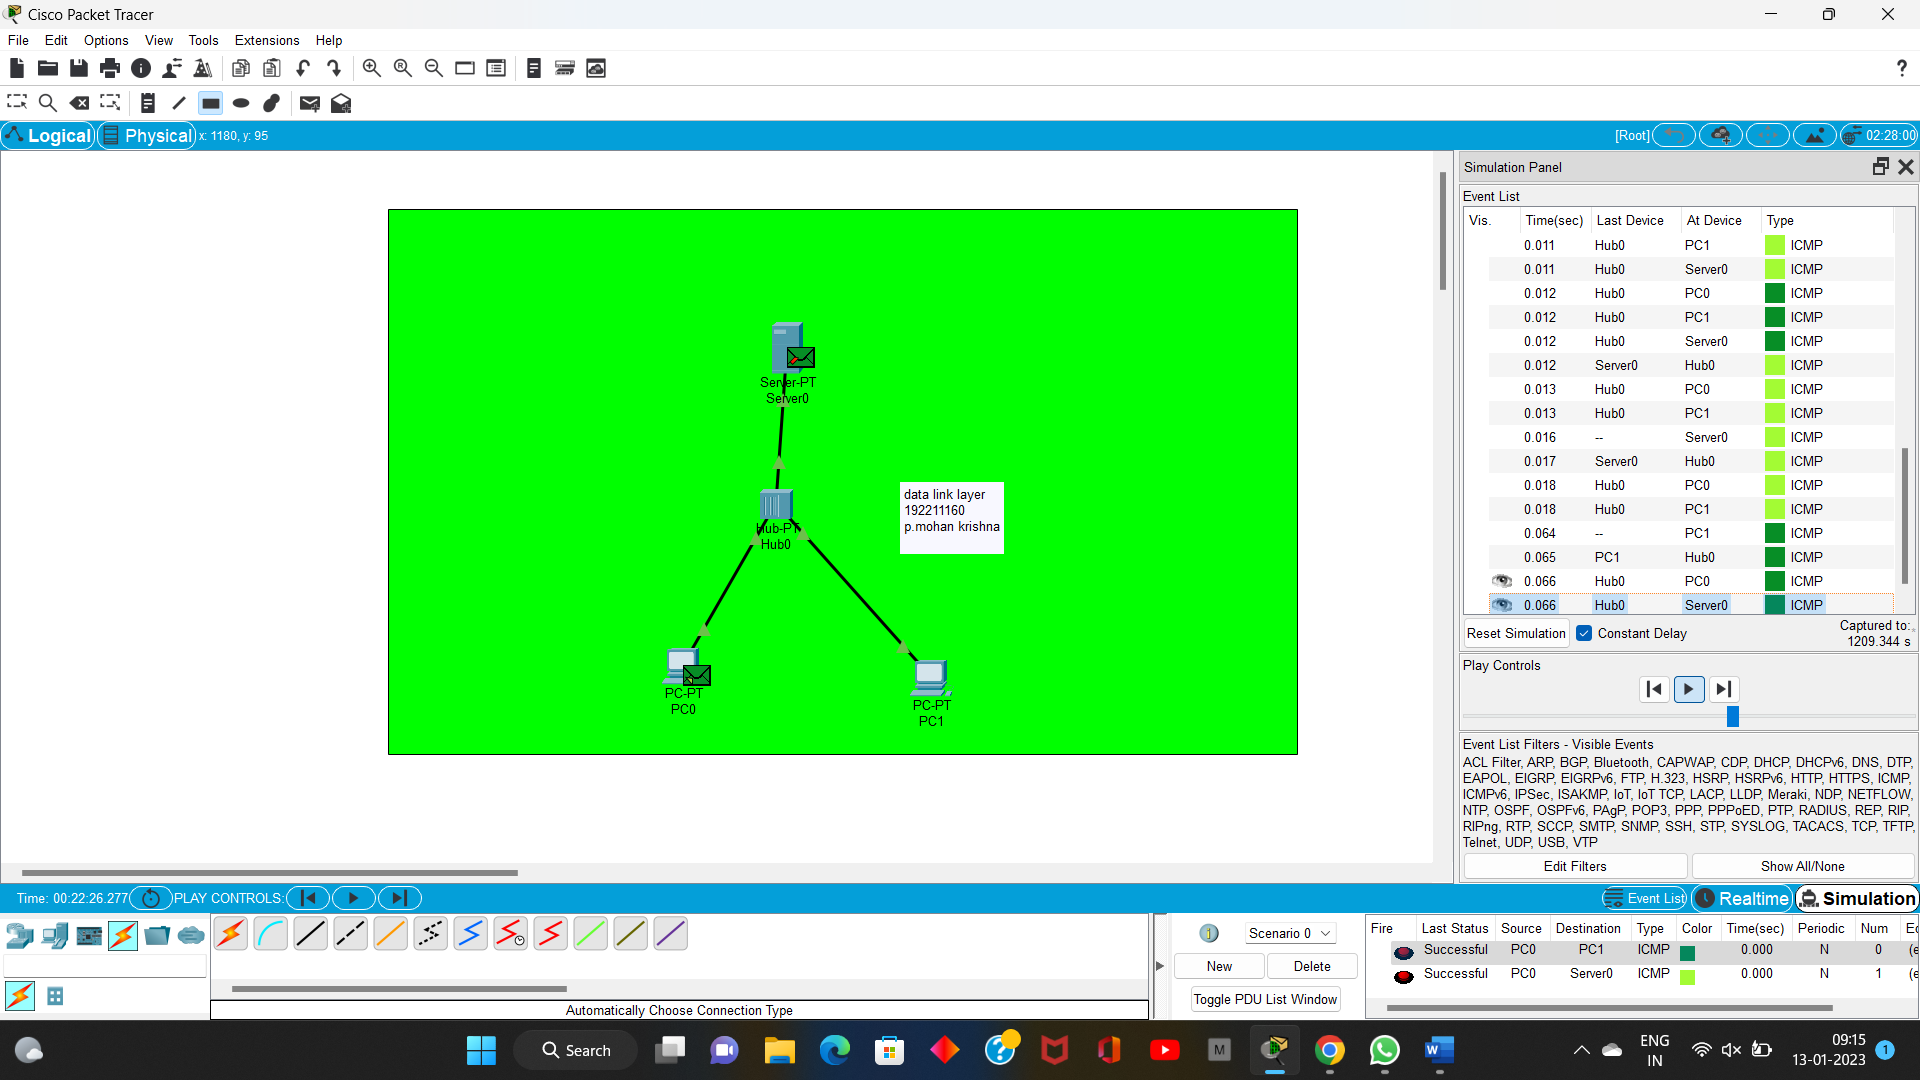 Cisco Packet Tracer
File Edit Options View Tools Extensions Help
Logical Physical x: 1180, y: 95 [Root] 02:28:00
Simulation Panel
Event List
Vis. Time(sec) Last Device At Device Type
0.011 Hub0 PC1 ICMP
0.011 Hub0 Server0 ICMP
0.012 Hub0 PC0 ICMP
0.012 Hub0 PC1 ICMP
0.012 Hub0 Server0 ICMP
0.012 Server0 Hub0 ICMP
0.013 Hub0 PC0 ICMP
0.013 Hub0 PC1 ICMP
0.016 -- Server0 ICMP
0.017 Server0 Hub0 ICMP
0.018 Hub0 PC0 ICMP
0.018 Hub0 PC1 ICMP
0.064 -- PC1 ICMP
0.065 PC1 Hub0 ICMP
0.066 Hub0 PC0 ICMP
0.066 Hub0 Server0 ICMP
Reset Simulation Constant Delay Captured to:
1209.344 s
Play Controls
Event List Filters - Visible Events
ACL Filter, ARP, BGP, Bluetooth, CAPWAP, CDP, DHCP, DHCPv6, DNS, DTP,
EAPOL, EIGRP, EIGRPv6, FTP, H.323, HSRP, HSRPv6, HTTP, HTTPS, ICMP,
ICMPv6, IPSec, ISAKMP, IoT, IoT TCP, LACP, LLDP, Meraki, NDP, NETFLOW,
NTP, OSPF, OSPFv6, PAgP, POP3, PPP, PPPoED, PTP, RADIUS, REP, RIP,
RIPng, RTP, SCCP, SMTP, SNMP, SSH, STP, SYSLOG, TACACS, TCP, TFTP,
Telnet, UDP, USB, VTP
Edit Filters Show All/None
Server-PT
Server0
Hub-PT
Hub0
data link layer
192211160
p.mohan krishna
PC-PT
PC0
PC-PT
PC1
Time: 00:22:26.277 PLAY CONTROLS: Event List Realtime Simulation
Automatically Choose Connection Type
Scenario 0
New Delete
Toggle PDU List Window
Fire Last Status Source Destination Type Color Time(sec) Periodic Num
Successful PC0 PC1 ICMP 0.000 N 0
Successful PC0 Server0 ICMP 0.000 N 1
Search
ENG
IN
09:15
13-01-2023
1